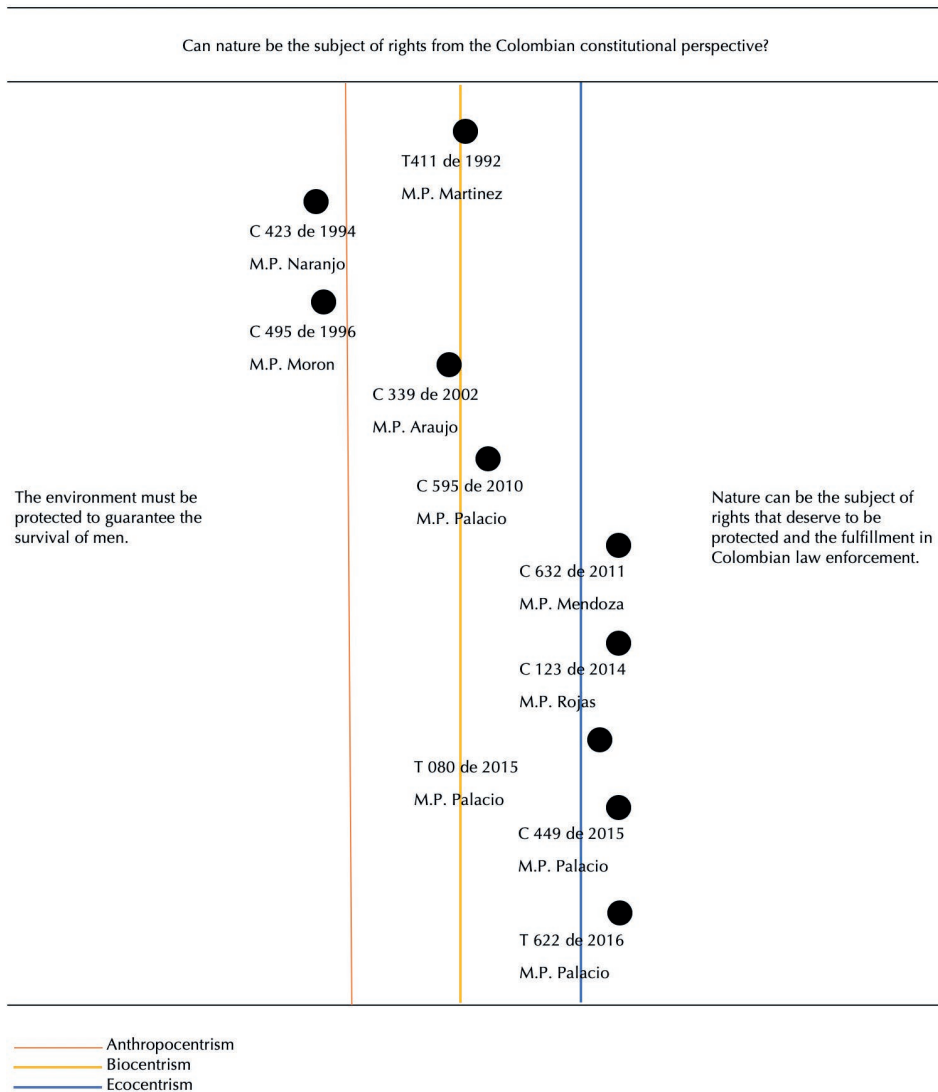 Can nature be the subject of rights from the Colombian constitutional perspective?
T411 de 1992
M.P. Martinez
C 423 de 1994
M.P. Naranjo
C 495 de 1996
M.P. Moron
C 339 de 2002
M.P. Araujo
C 595 de 2010
M.P. Palacio
The environment must be
protected to guarantee the
survival of men.
Nature can be the subject of
rights that deserve to be
protected and the fulfillment in
Colombian law enforcement.
C 632 de 2011
M.P. Mendoza
C 123 de 2014
M.P. Rojas
T 080 de 2015
M.P. Palacio
C 449 de 2015
M.P. Palacio
T 622 de 2016
M.P. Palacio
Anthropocentrism
Biocentrism
Ecocentrism